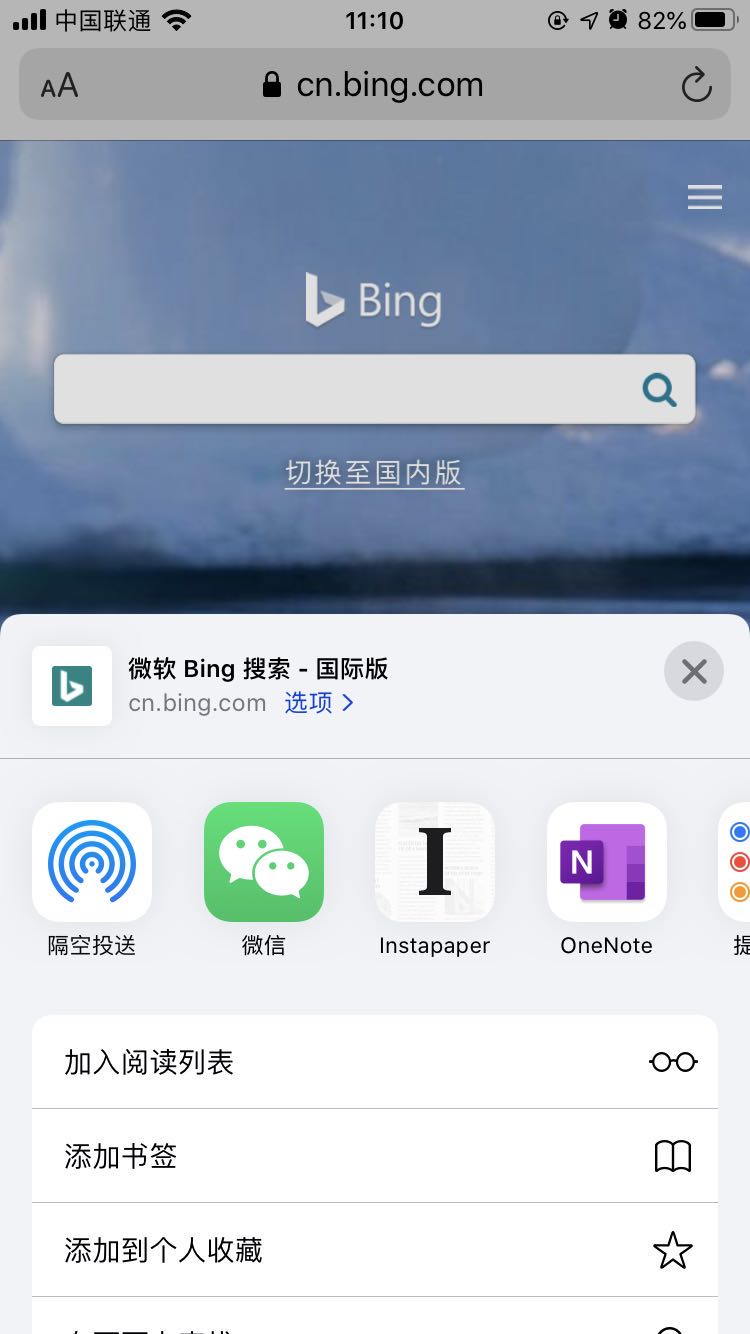 中国联通
11:10
82%
AA
cn.bing.com
Bing
切换至国内版
微软 Bing 搜索 - 国际版
cn.bing.com 选项
隔空投送
微信
Instapaper
N
OneNote
提
加入阅读列表
添加书签
添加到个人收藏